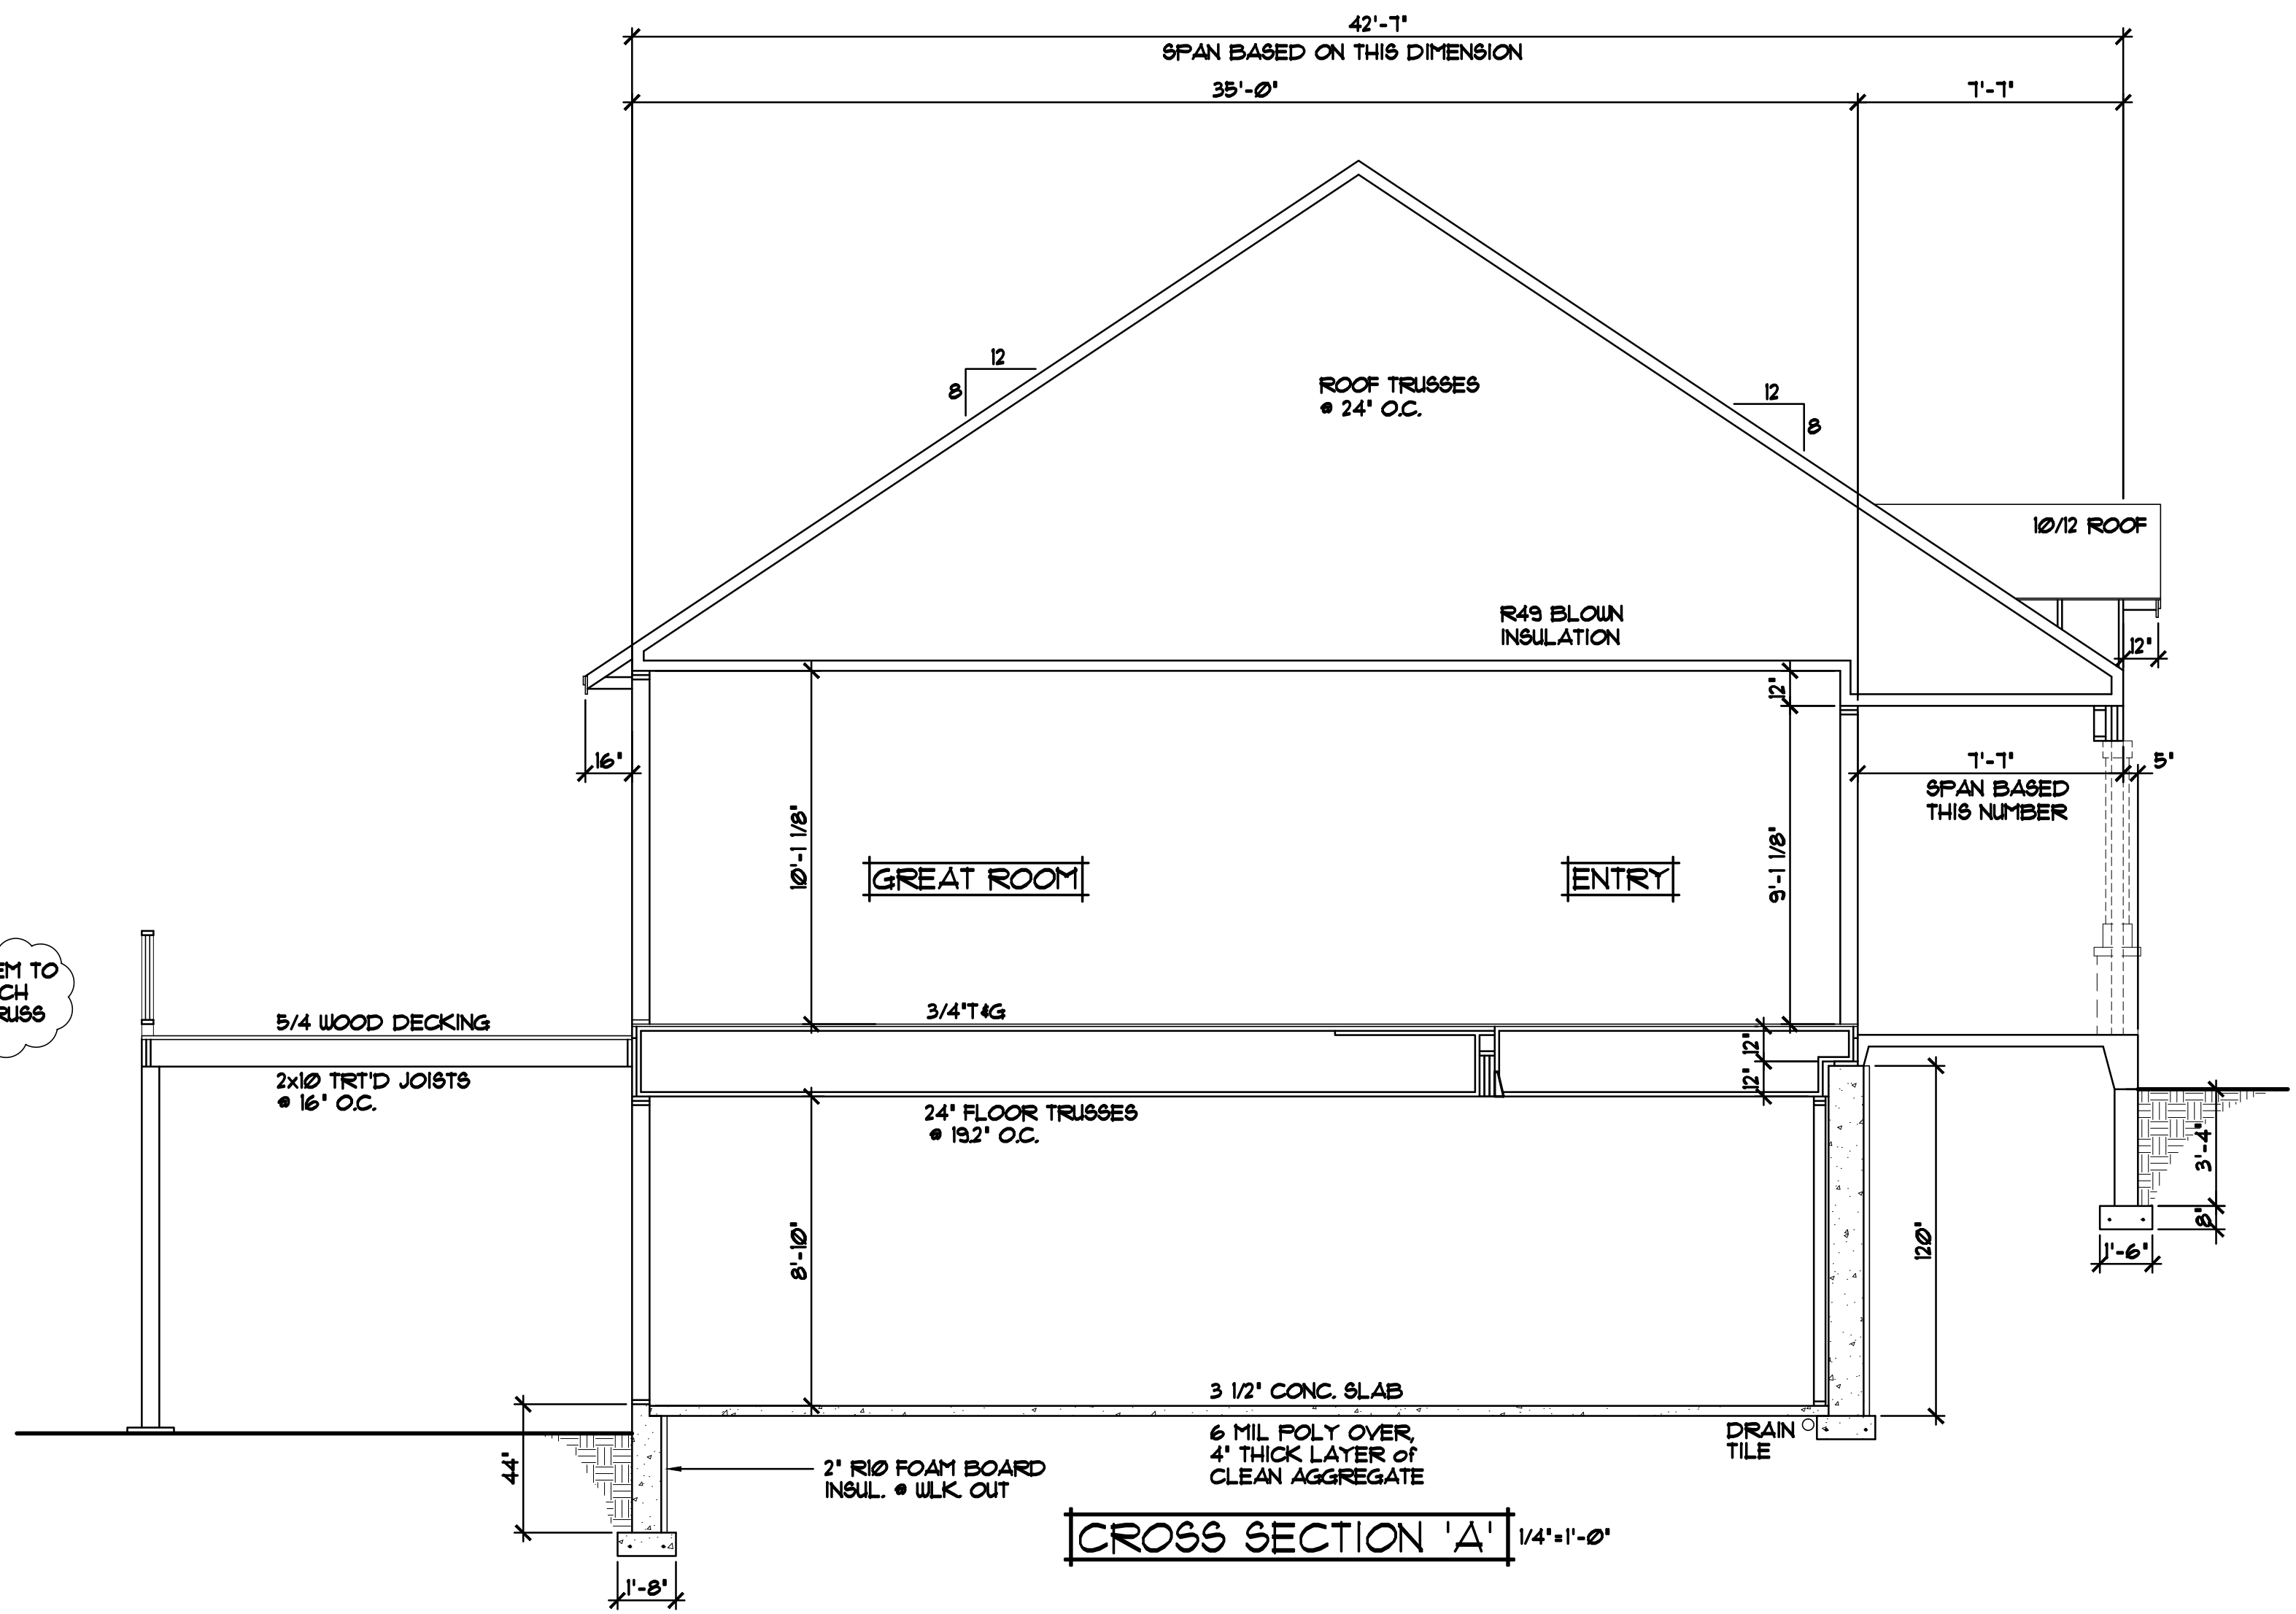 42'-7"
SPAN BASED ON THIS DIMENSION
35'-0"
7'-7"
12
8
ROOF TRUSSES
@ 24" O.C.
12
8
10/12 ROOF
R49 BLOWN
INSULATION
12"
12"
16"
7'-7"
5"
SPAN BASED
THIS NUMBER
10'-1 1/8"
GREAT ROOM
ENTRY
9'-1 1/8"
TO
5/4 WOOD DECKING
3/4" T&G
2x10 TRT'D JOISTS
@ 16" O.C.
12"
12"
24" FLOOR TRUSSES
@ 19.2" O.C.
3'-4"
8"
1'-6"
8'-10"
120"
3 1/2" CONC. SLAB
6 MIL POLY OVER,
4" THICK LAYER of
CLEAN AGGREGATE
DRAIN
TILE
44"
2" R10 FOAM BOARD
INSUL. @ WLK. OUT
CROSS SECTION 'A'
1/4"=1'-0"
1'-8"